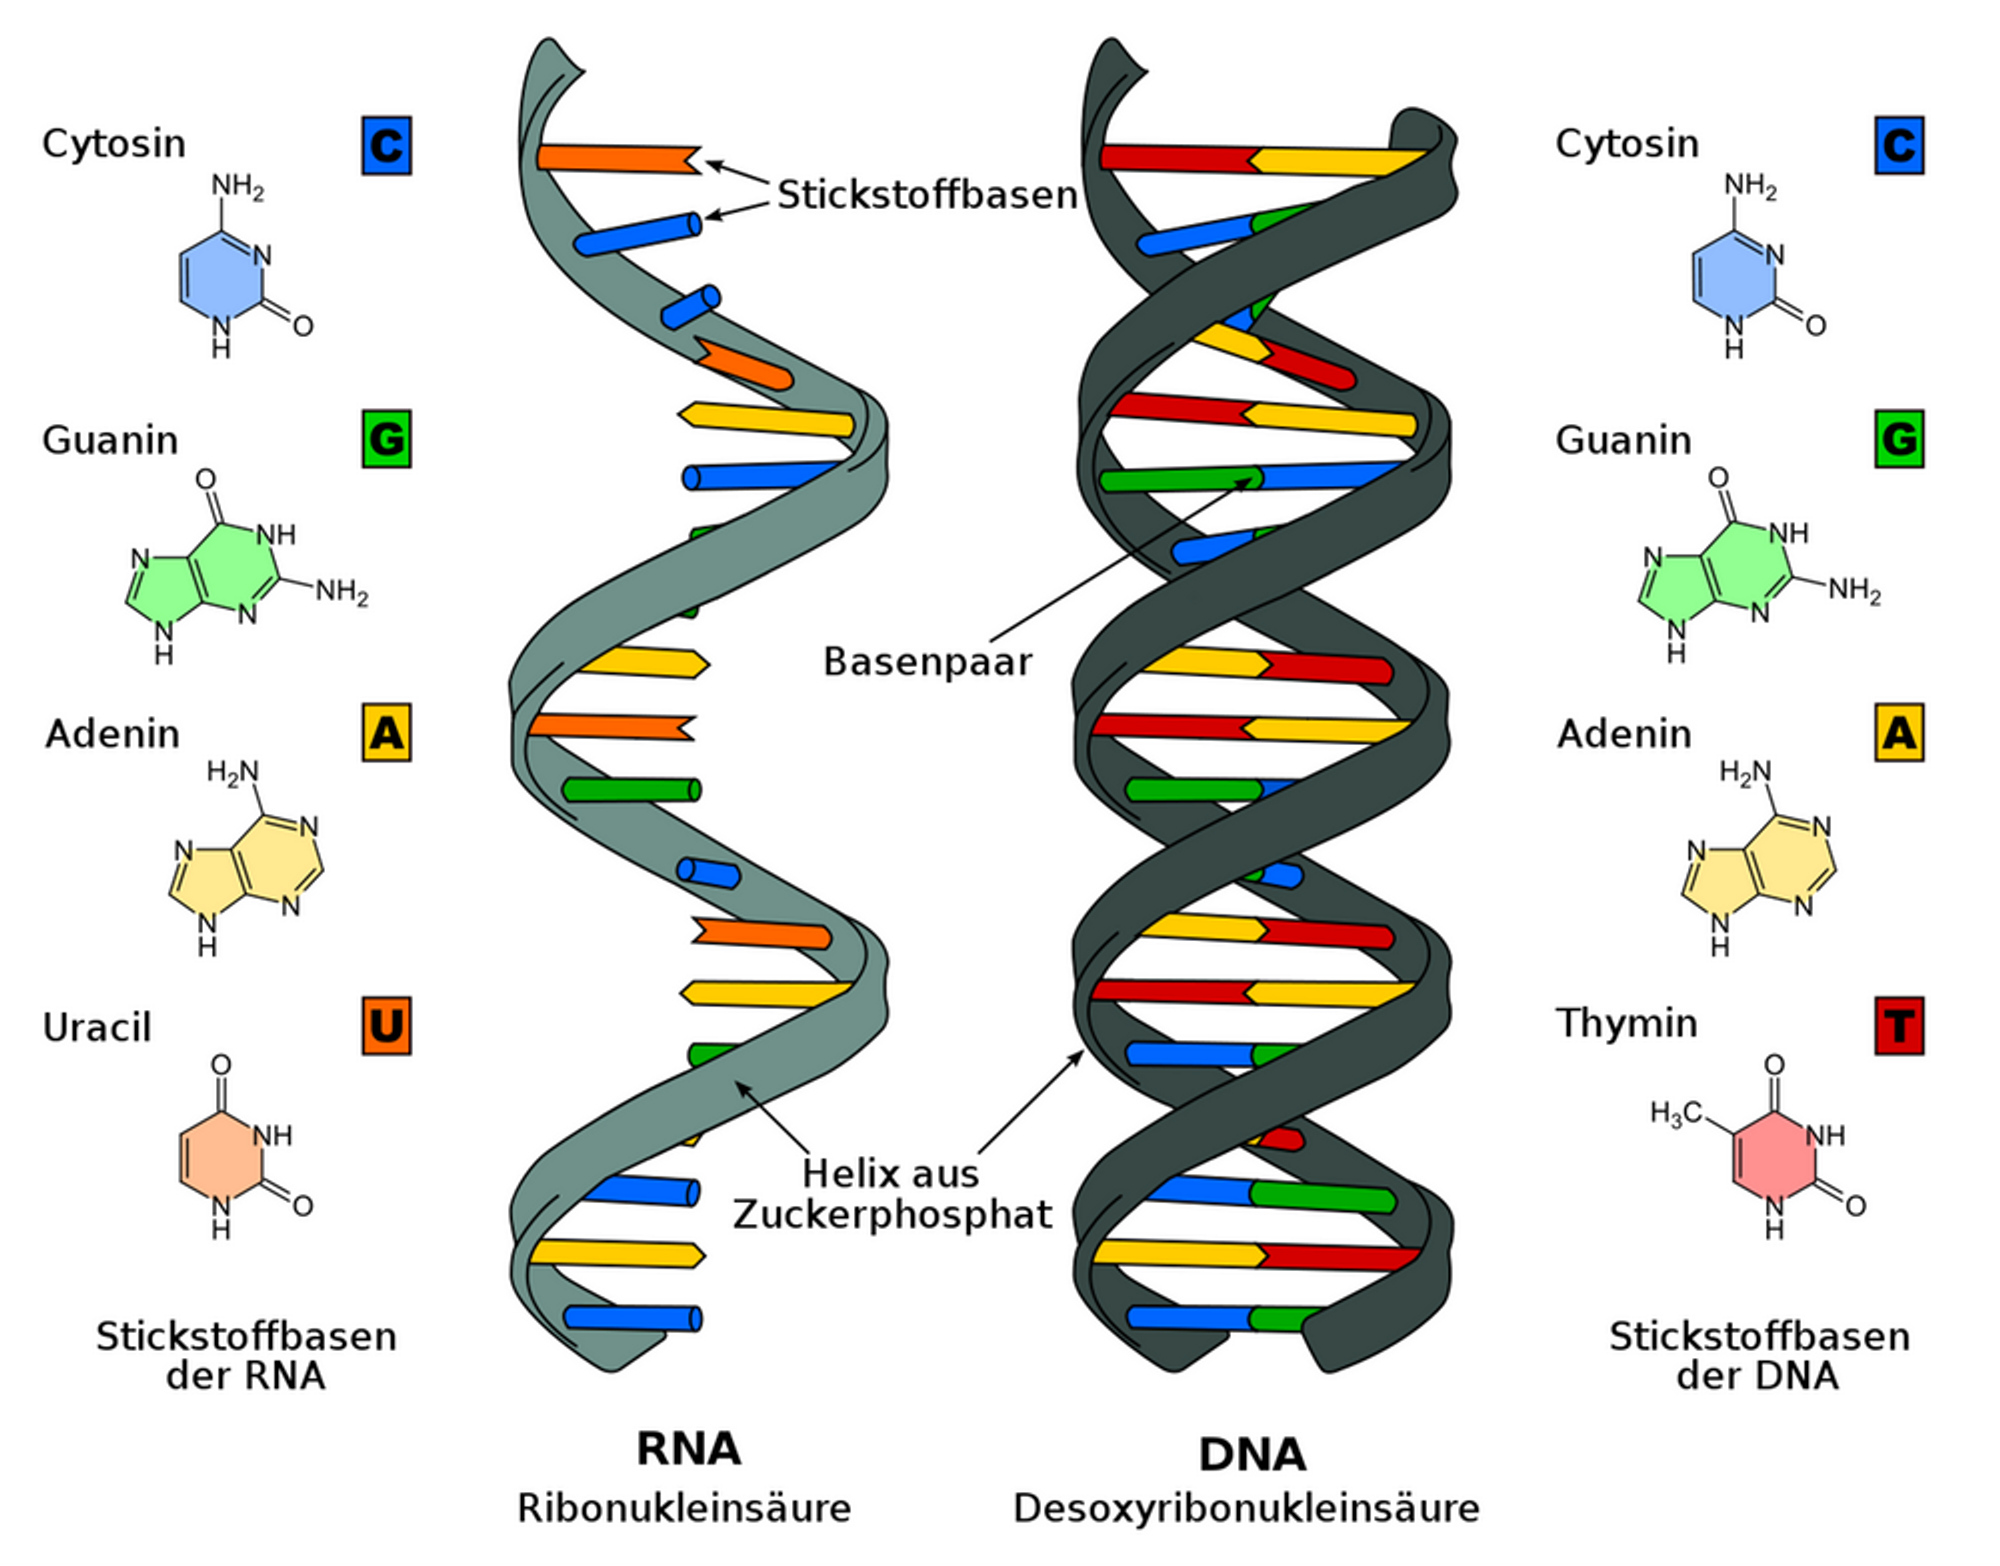 Cytosin
C
NH2
N
N
H
O
Guanin
G
O
N
NH
N
H
N
NH2
Adenin
A
H2N
N
N
N
H
N
Uracil
U
O
NH
N
H
O
Stickstoffbasen
der RNA
Stickstoffbasen
Basenpaar
Helix aus
Zuckerphosphat
RNA
Ribonukleinsäure
DNA
Desoxyribonukleinsäure
Cytosin
C
NH2
N
N
H
O
Guanin
G
O
N
NH
N
H
N
NH2
Adenin
A
H2N
N
N
N
H
N
Thymin
T
O
H3C
NH
N
H
O
Stickstoffbasen
der DNA